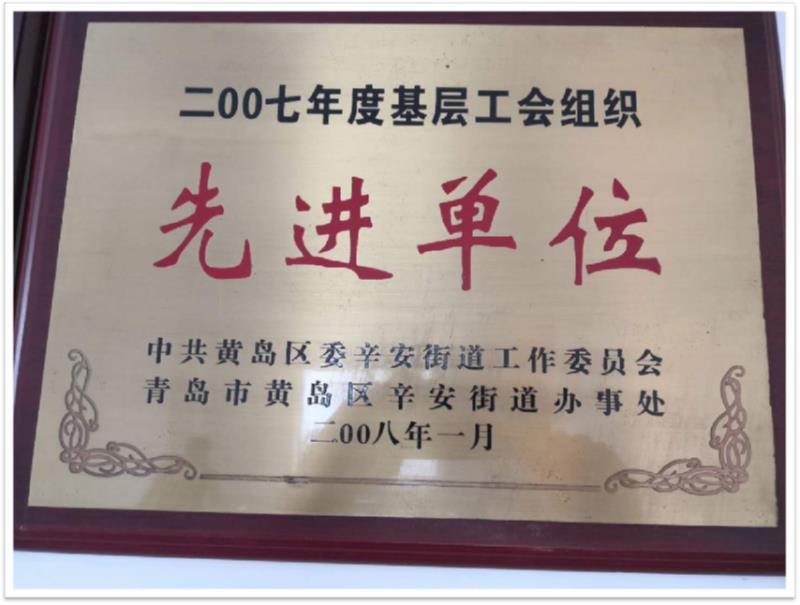 二00七年度基层工会组织
先进单位
中共黄岛区委辛安街道工作委员会
青岛市黄岛区辛安街道办事处
二00八年一月